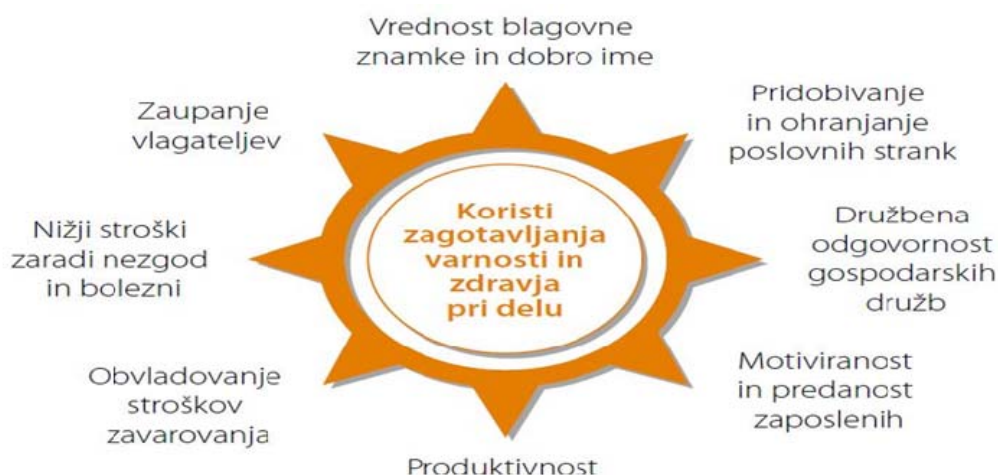 Vrednost blagovne
znamke in dobro ime
Pridobivanje
in ohranjanje
poslovnih strank
Družbena
odgovornost
gospodarskih
družb
Motiviranost
in predanost
zaposlenih
Produktivnost
Obvladovanje
stroškov
zavarovanja
Nižji stroški
zaradi nezgod
in bolezni
Zaupanje
vlagateljev
Koristi
zagotavljanja
varnosti in
zdravja
pri delu